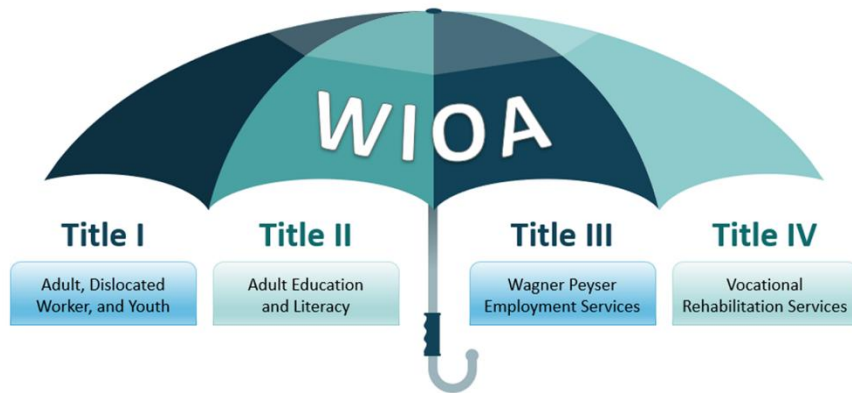 WIOA
Title I
Adult, Dislocated
Worker, and Youth
Title II
Adult Education
and Literacy
Title III
Wagner Peyser
Employment Services
Title IV
Vocational
Rehabilitation Services